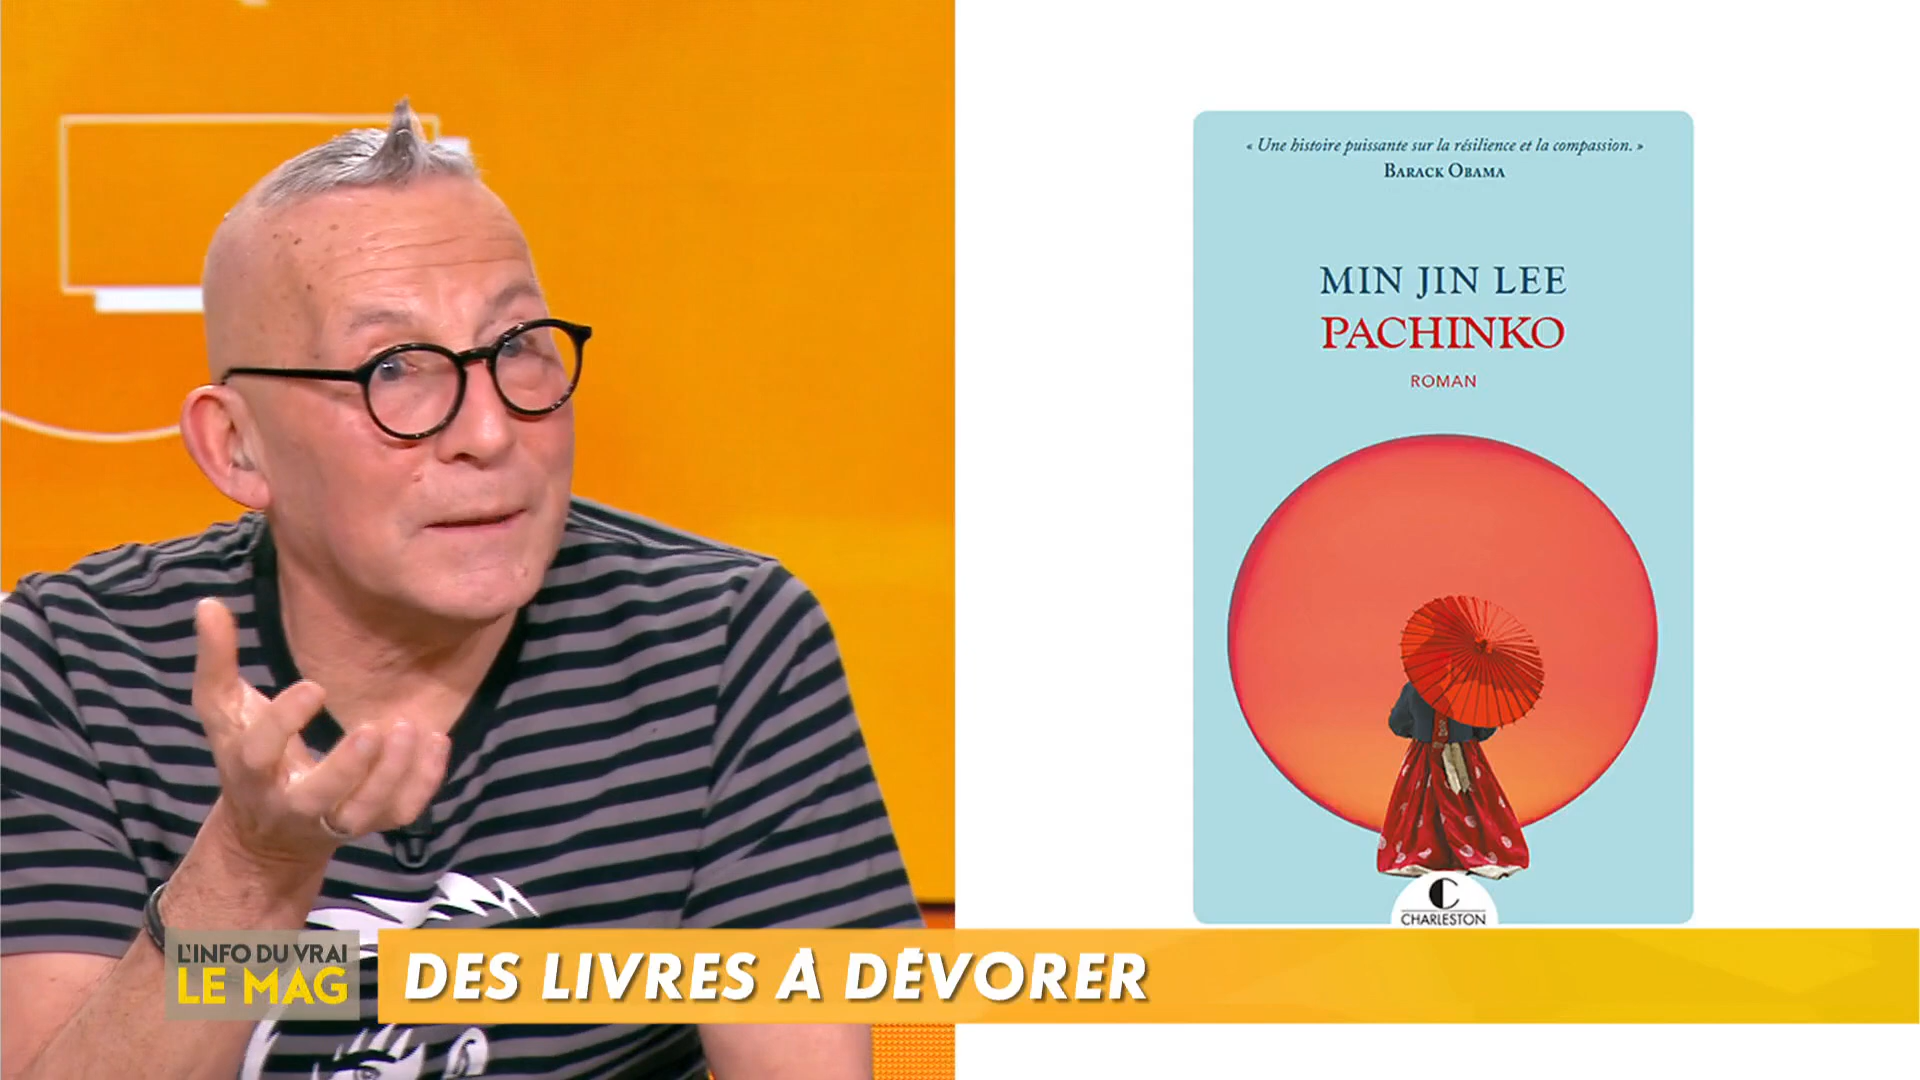 « Une histoire puissante sur la résilience et la compassion. »
BARACK OBAMA
MIN JIN LEE
PACHINKO
ROMAN
CHARLESTON
L'INFO DU VRAI
LE MAG
DES LIVRES À DÉVORER